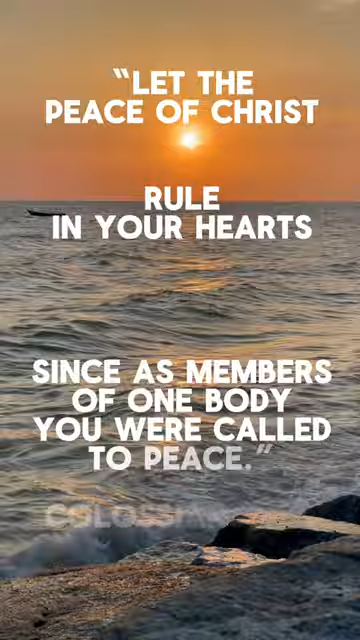 “LET THE
PEACE OF CHRIST
RULE
IN YOUR HEARTS
SINCE AS MEMBERS
OF ONE BODY
YOU WERE CALLED
TO PEACE.”